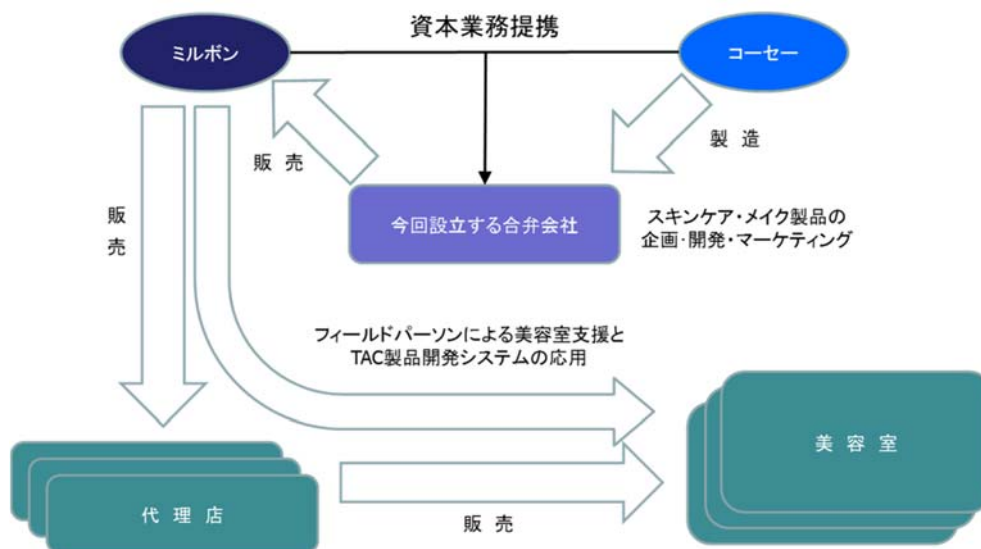 資本業務提携
ミルボン
コーセー
販 売
製 造
販
売
今回設立する合弁会社
スキンケア・メイク製品の
企画・開発・マーケティング
フィールドパーソンによる美容室支援と
TAC製品開発システムの応用
美 容 室
代 理 店
販 売